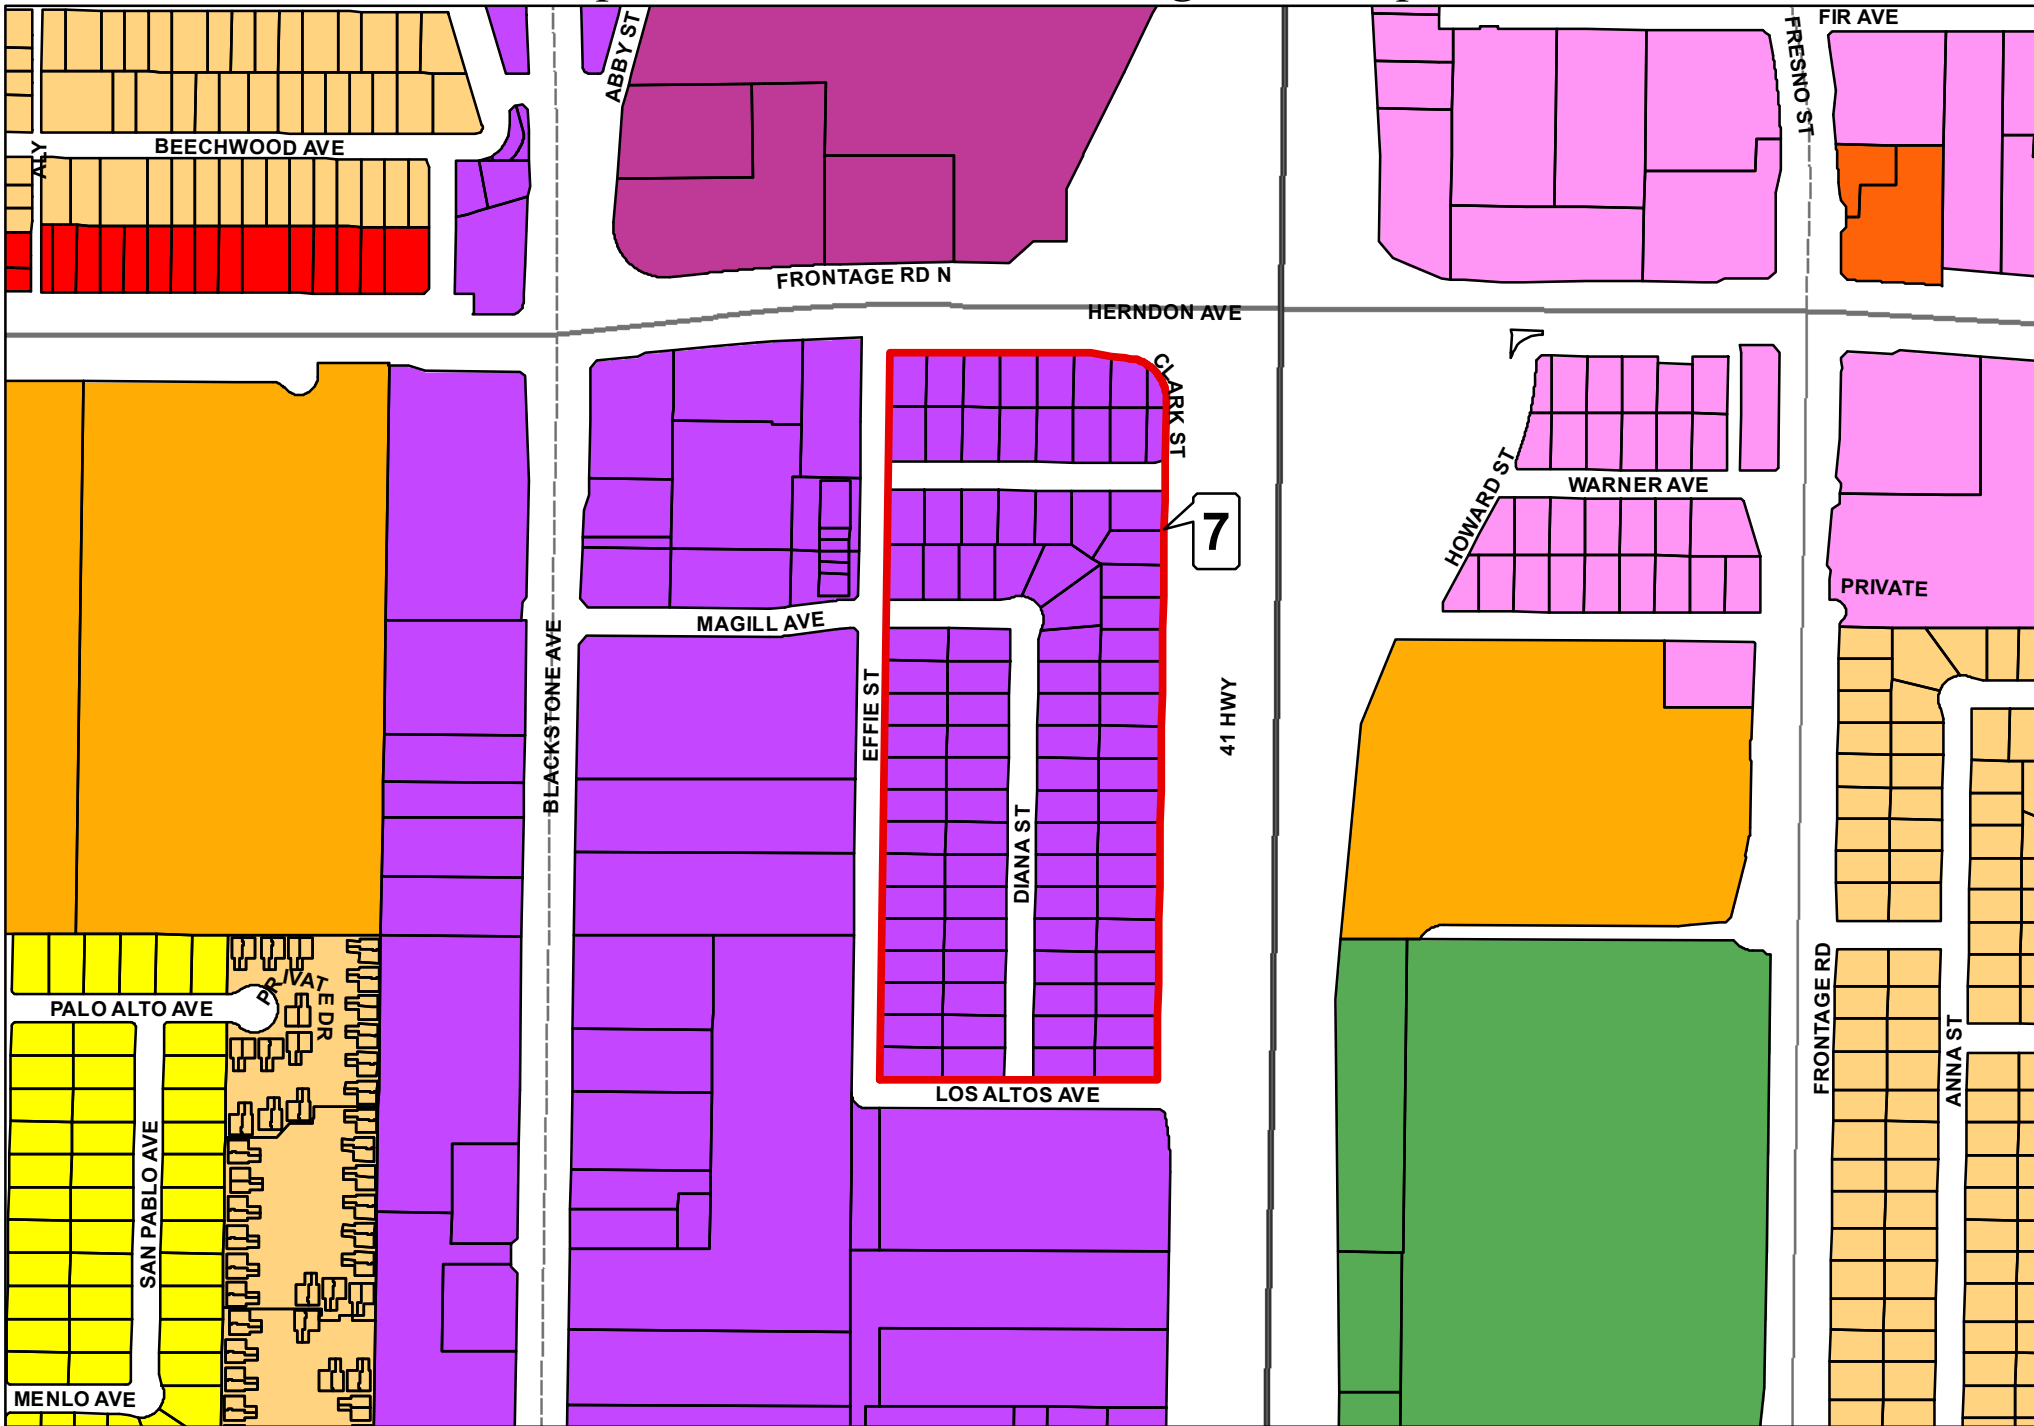 FIR AVE
ABBY ST
FRESNO ST
BEECHWOOD AVE
ALY
FRONTAGE RD N
HERNDON AVE
CLARK ST
HOWARD ST
WARNER AVE
7
PRIVATE
MAGILL AVE
BLACKSTONE AVE
EFFIE ST
41 HWY
DIANA ST
PRIVATE DR
PALO ALTO AVE
FRONTAGE RD
ANNA ST
LOS ALTOS AVE
SAN PABLO AVE
MENLO AVE